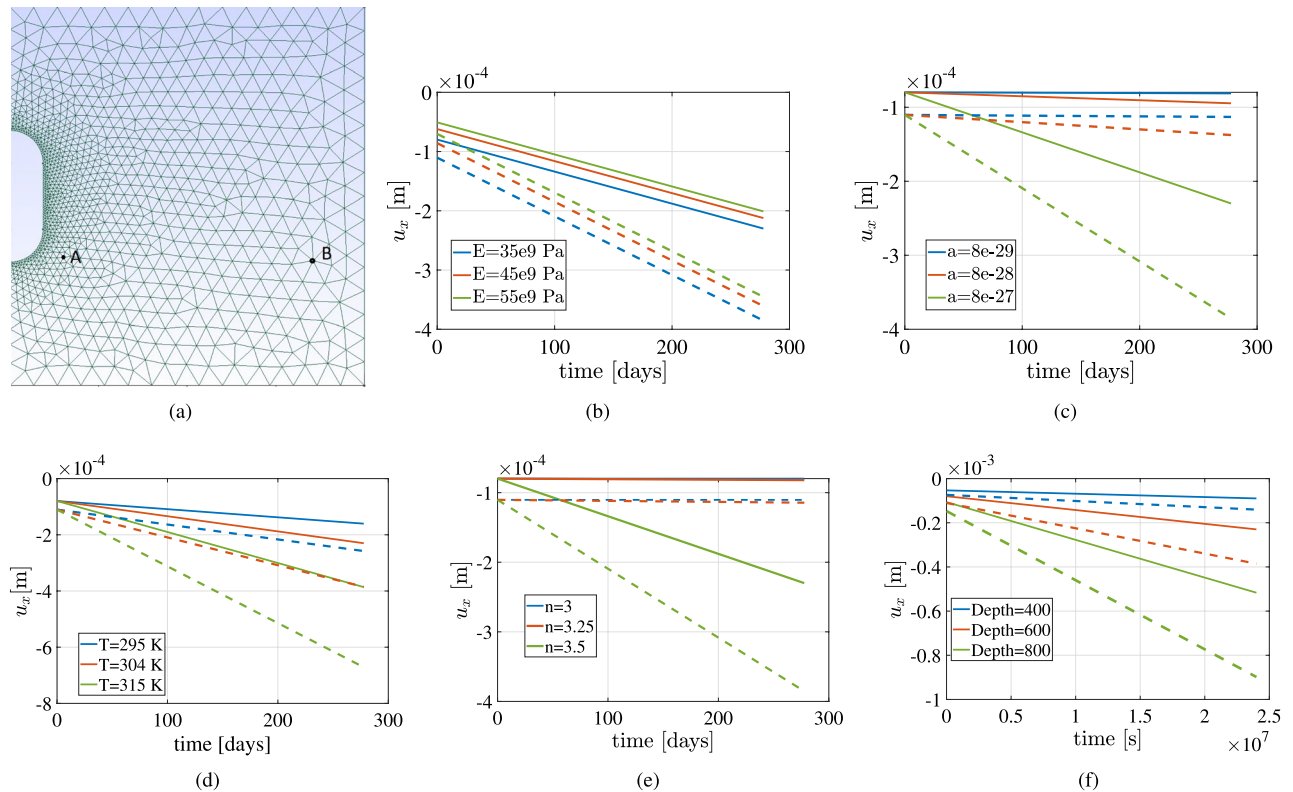 A
B
(a)
×10⁻⁴
0
-1
-2
-3
-4
u_x [m]
E=35e9 Pa
E=45e9 Pa
E=55e9 Pa
0
100
200
300
time [days]
(b)
×10⁻⁴
-1
-2
-3
-4
u_x [m]
a=8e-29
a=8e-28
a=8e-27
0
100
200
300
time [days]
(c)
×10⁻⁴
0
-2
-4
-6
-8
u_x [m]
T=295 K
T=304 K
T=315 K
0
100
200
300
time [days]
(d)
×10⁻⁴
-1
-2
-3
-4
u_x [m]
n=3
n=3.25
n=3.5
0
100
200
300
time [days]
(e)
×10⁻³
0
-0.2
-0.4
-0.6
-0.8
-1
u_x [m]
Depth=400
Depth=600
Depth=800
0
0.5
1
1.5
2
2.5
time [s]
×10⁷
(f)